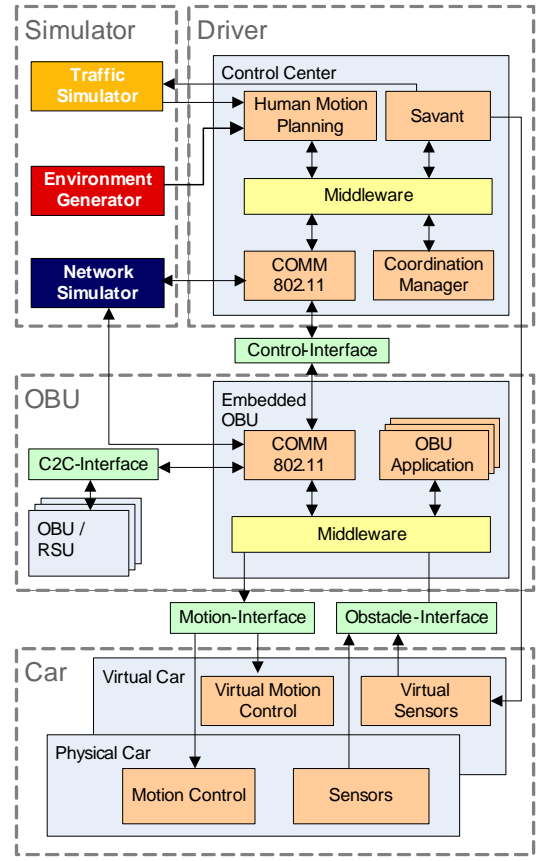 Simulator
Driver
Traffic
Simulator
Environment
Generator
Network
Simulator
Control Center
Human Motion
Planning
Savant
Middleware
COMM
802.11
Coordination
Manager
Control-Interface
OBU
Embedded
OBU
COMM
802.11
OBU
Application
C2C-Interface
OBU /
RSU
Middleware
Motion-Interface
Obstacle-Interface
Car
Virtual Car
Virtual Motion
Control
Virtual
Sensors
Physical Car
Motion Control
Sensors